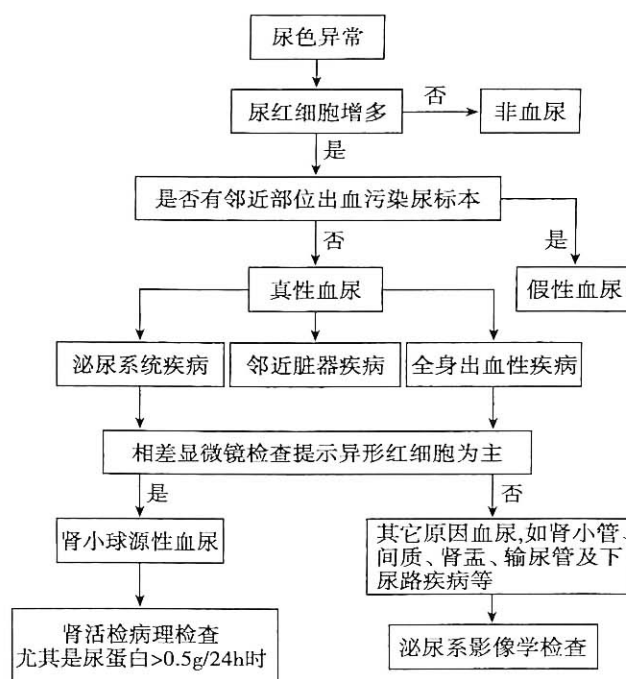 尿色异常
尿红细胞增多
否
非血尿
是
是否有邻近部位出血污染尿标本
否
是
真性血尿
假性血尿
泌尿系统疾病
邻近脏器疾病
全身出血性疾病
相差显微镜检查提示异形红细胞为主
是
否
肾小球源性血尿
其它原因血尿,如肾小管、
间质、肾盂、输尿管及下
尿路疾病等
肾活检病理检查
尤其是尿蛋白>0.5g/24h时
泌尿系影像学检查